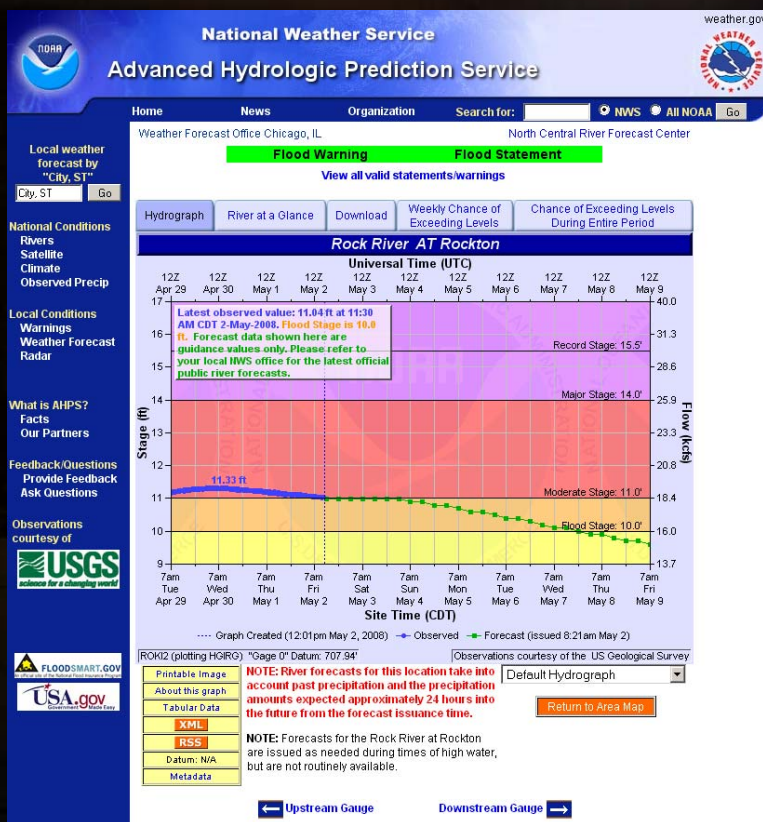 weather.gov
NOAA
National Weather Service
Advanced Hydrologic Prediction Service
NATIONAL WEATHER SERVICE
Home News Organization Search for: NWS All NOAA Go
Local weather
forecast by
"City, ST"
City, ST Go
National Conditions
Rivers
Satellite
Climate
Observed Precip
Local Conditions
Warnings
Weather Forecast
Radar
What is AHPS?
Facts
Our Partners
Feedback/Questions
Provide Feedback
Ask Questions
Observations
courtesy of
USGS
science for a changing world
FLOODSMART.GOV
USA.gov
Government Made Easy
Weather Forecast Office Chicago, IL North Central River Forecast Center
Flood Warning Flood Statement
View all valid statements/warnings
Hydrograph River at a Glance Download Weekly Chance of Exceeding Levels Chance of Exceeding Levels During Entire Period
Rock River AT Rockton
Universal Time (UTC)
12Z 12Z 12Z 12Z 12Z 12Z 12Z 12Z 12Z 12Z 12Z
Apr 29 Apr 30 May 1 May 2 May 3 May 4 May 5 May 6 May 7 May 8 May 9
Latest observed value: 11.04 ft at 11:30
AM CDT 2-May-2008. Flood Stage is 10.0
ft. Forecast data shown here are
guidance values only. Please refer to
your local NWS office for the latest official
public river forecasts.
Stage (ft)
17
16
15
14
13
12
11
10
9
Flow (kcfs)
40.0
31.3
28.7
25.9
23.3
20.8
18.4
16.0
13.7
Record Stage: 15.5'
Major Stage: 14.0'
11.33 ft
Moderate Stage: 11.0'
Flood Stage: 10.0'
7am 7am 7am 7am 7am 7am 7am 7am 7am 7am 7am
Tue Wed Thu Fri Sat Sun Mon Tue Wed Thu Fri
Apr 29 Apr 30 May 1 May 2 May 3 May 4 May 5 May 6 May 7 May 8 May 9
Site Time (CDT)
Graph Created (12:01pm May 2, 2008) Observed Forecast (issued 8:21am May 2)
ROKI2 (plotting HGIRG) "Gage 0" Datum: 707.94' Observations courtesy of the US Geological Survey
Printable Image
About this graph
Tabular Data
XML
RSS
Datum: N/A
Metadata
NOTE: River forecasts for this location take into
account past precipitation and the precipitation
amounts expected approximately 24 hours into
the future from the forecast issuance time.
NOTE: Forecasts for the Rock River at Rockton
are issued as needed during times of high water,
but are not routinely available.
Default Hydrograph
Return to Area Map
Upstream Gauge Downstream Gauge